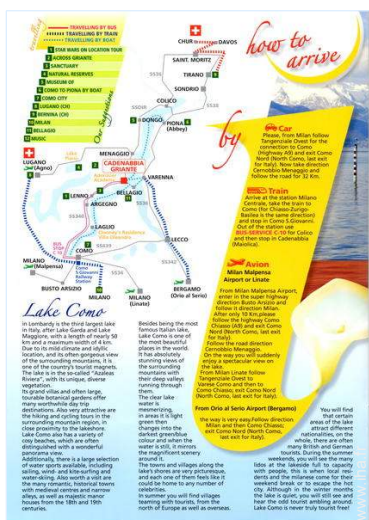 how to
arrive
by
TRAVELLING BY BUS
TRAVELLING BY TRAIN
TRAVELLING BY BOAT
1 STAR WARS ON LOCATION TOUR
2 ACROSS GRIANTE
3 SANCTUARY
NATURAL RESERVES
MUSEUM OF
6 COMO TO PIONA BY BOAT
7 COMO CITY
8 LUGANO (CH)
9 BERNINA (CH)
10 MILAN
11 BELLAGIO
12 MUSIC
CHUR
DAVOS
SAINT. MORITZ
TIRANO
SONDRIO
COLICO
DONGO
PIONA
(Abbey)
MENAGGIO
CADENABBIA
GRIANTE
VARENNA
LUGANO
(Agno)
LENNO
BELLAGIO
ARGEGNO
LAGLIO
LECCO
COMO
Como
S.Giovanni
Railway
Station
MILANO
(Malpensa)
BUSTO ARSIZIO
MILANO
MILANO
(Linate)
BERGAMO
(Orio al Serio)
Car
Please, from Milan follow
Tangenziale Ovest for the
connection to Como
(Highway A9) and exit Como
Nord (Como North, last exit
for Italy). Now take direction
Cernobbio Menaggio and
follow the road for 32 Km.
Train
Arrive at the station Milano
Centrale, take the train to
Como (for Chiasso-Zurigo-
Basilea is the same direction)
and stop in Como S.Giovanni.
Out of the station use
BUS-SERVICE C-10 for Colico
and then stop in Cadenabbia
(Maiolica).
Avion
Milan Malpensa
Airport or Linate
From Milan Malpensa Airport,
enter in the super highway
direction Busto Arsizio and
follow it direction Milan.
After only 10 Km.please
follow the highway Como
Chiasso (A9) and exit Como
Nord (Como North, last exit
for Italy).
Follow the road direction
Cernobbio Menaggio.
On the way you will suddenly
enjoy a spectacular view on
the lake.
From Milan Linate follow
Tangenziale Ovest to
Varese Como and then to
Como Chiasso; exit Como Nord
(Como North, last exit for
Italy).
From Orio al Serio Airport (Bergamo)
the way is very easy:follow direction
Milan and then Como Chiasso;
exit Como Nord (Como North,
last exit for Italy).
Lake Como
in Lombardy is the third largest lake
in Italy, after Lake Garda and Lake
Maggiore, with a length of nearly 50
km and a maximum width of 4 km.
Due to its mild climate and idyllic
location, and its often gorgeous view
of the surrounding mountains, it is
one of the country's tourist magnets.
The lake is in the so-called "Azalea
Riviera", with its unique, diverse
vegetation.
Its grand villas and often large,
tourable botanical gardens offer
many worthwhile day trip
destinations. Also very attractive are
the hiking and cycling tours in the
surrounding mountain region, in
close proximity to the lakeshore.
Lake Como also has a variety of
cosy beaches, which are often
distinguished with a wonderful
panorama view.
Additionally, there is a large selection
of water sports available, including
sailing, wind- and kite-surfing and
water-skiing. Also worth a visit are
the many romantic, historical towns
with medieval centres and narrow
alleys, as well as majestic manor
houses from the 18th and 19th
centuries.
Besides being the most
famous Italian lake,
Lake Como is one of
the most beautiful
places in the world.
It has absolutely
stunning views of
the surrounding
mountains with
their deep valleys
running through
them.
The clear lake
water is
mesmerizing,
in areas it is light
green then
changes into the
darkest green/blue
colour and when the
water is still, it mirrors
the magnificent scenery
around it.
The towns and villages along the
lake's shores are very picturesque,
and each one of them feels like it
could be home to any number of
celebrities.
In summer you will find villages
teaming with tourists, from the
north of Europe as well as overseas.
You will find
that certain
areas of the lake
attract different
nationalities, on the
whole, there are often
many British and German
tourists. During the summer
weekends, you will see the many
lidos at the lakeside full to capacity
with people, this is when local resi-
dents and the milanese come for the
weekend break or to escape the hot
city. Although in the winter months
the lake is quiet, you will still see and
hear the odd tourist ambling around.
Lake Como is never truly tourist free!